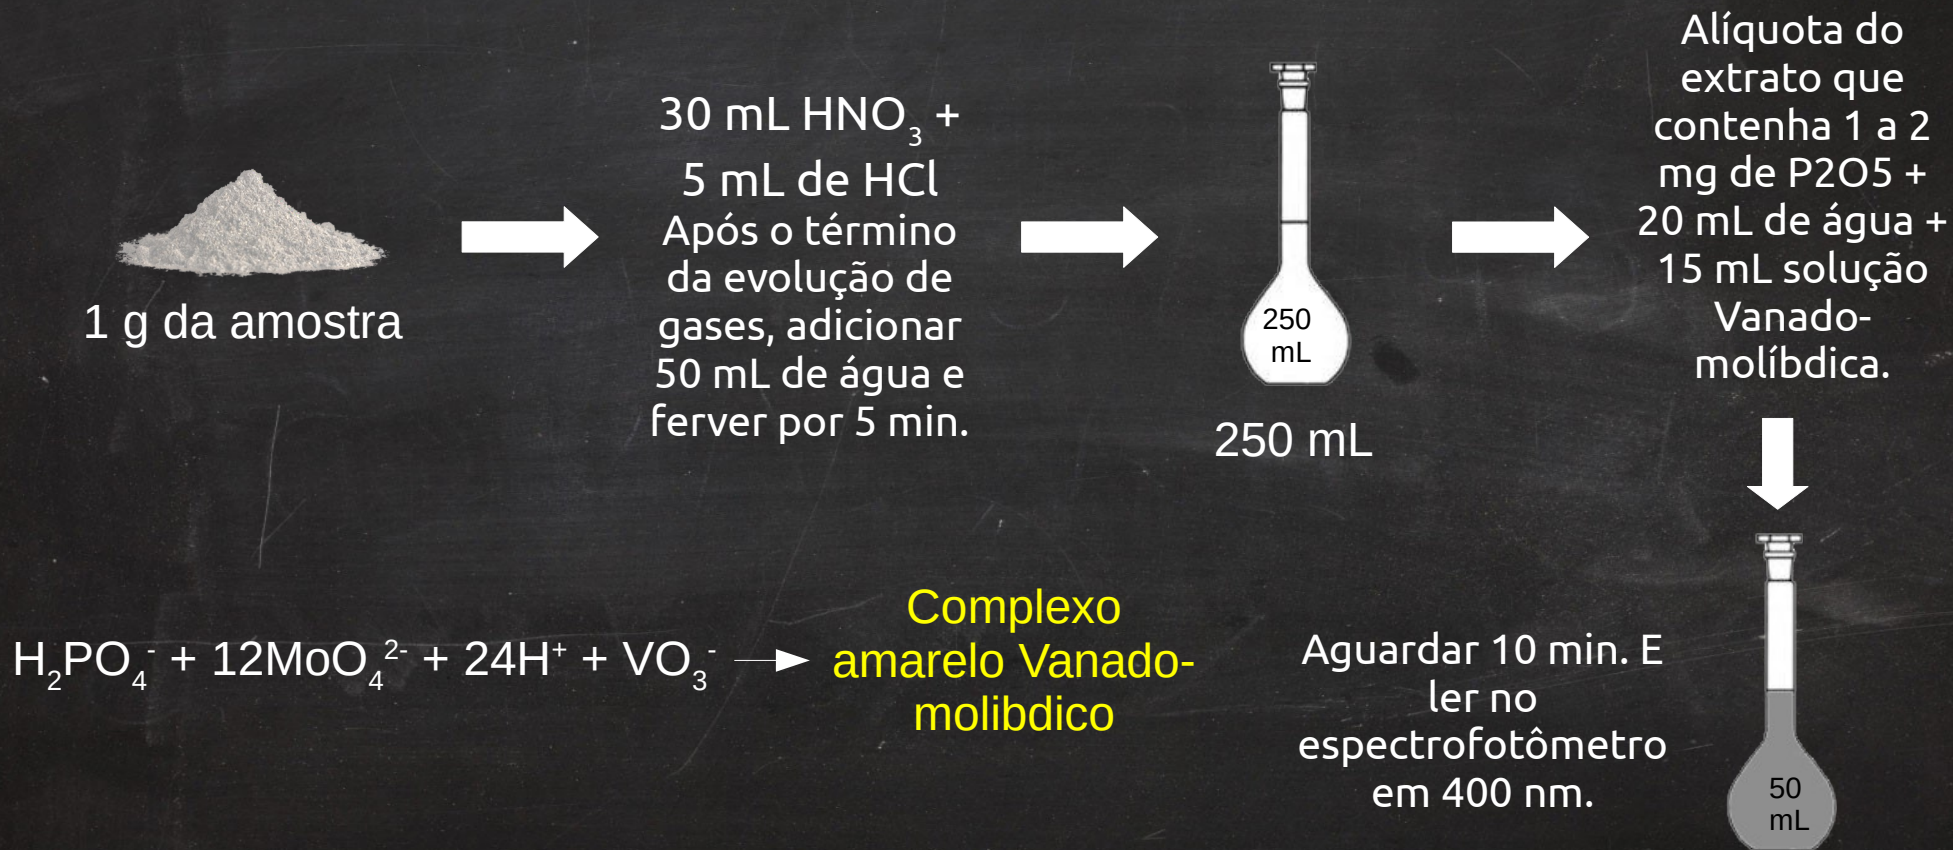 1 g da amostra
30 mL HNO₃ +
5 mL de HCl
Após o término
da evolução de
gases, adicionar
50 mL de água e
ferver por 5 min.
250
mL
250 mL
Alíquota do
extrato que
contenha 1 a 2
mg de P2O5 +
20 mL de água +
15 mL solução
Vanado-
molíbdica.
H₂PO₄⁻ + 12MoO₄²⁻ + 24H⁺ + VO₃⁻
Complexo
amarelo Vanado-
molibdico
Aguardar 10 min. E
ler no
espectrofotômetro
em 400 nm.
50
mL